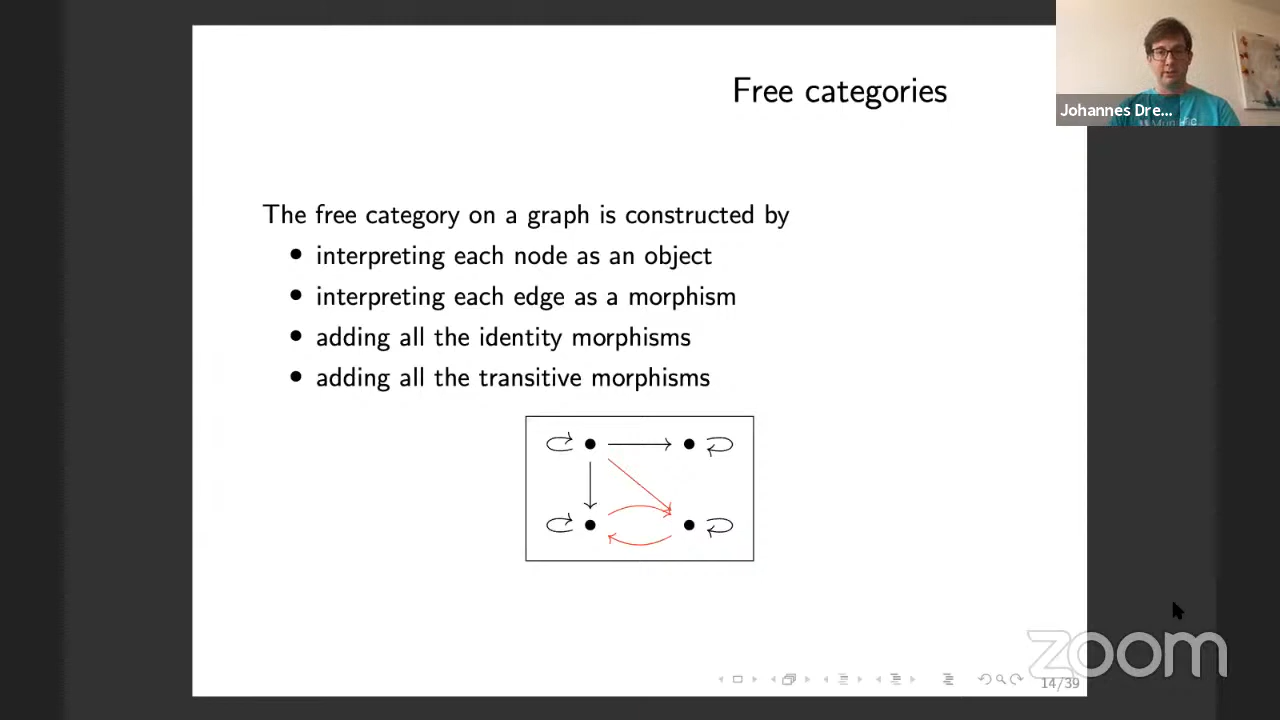 Free categories
Johannes Dre...
The free category on a graph is constructed by
• interpreting each node as an object
• interpreting each edge as a morphism
• adding all the identity morphisms
• adding all the transitive morphisms
zoom
14/39